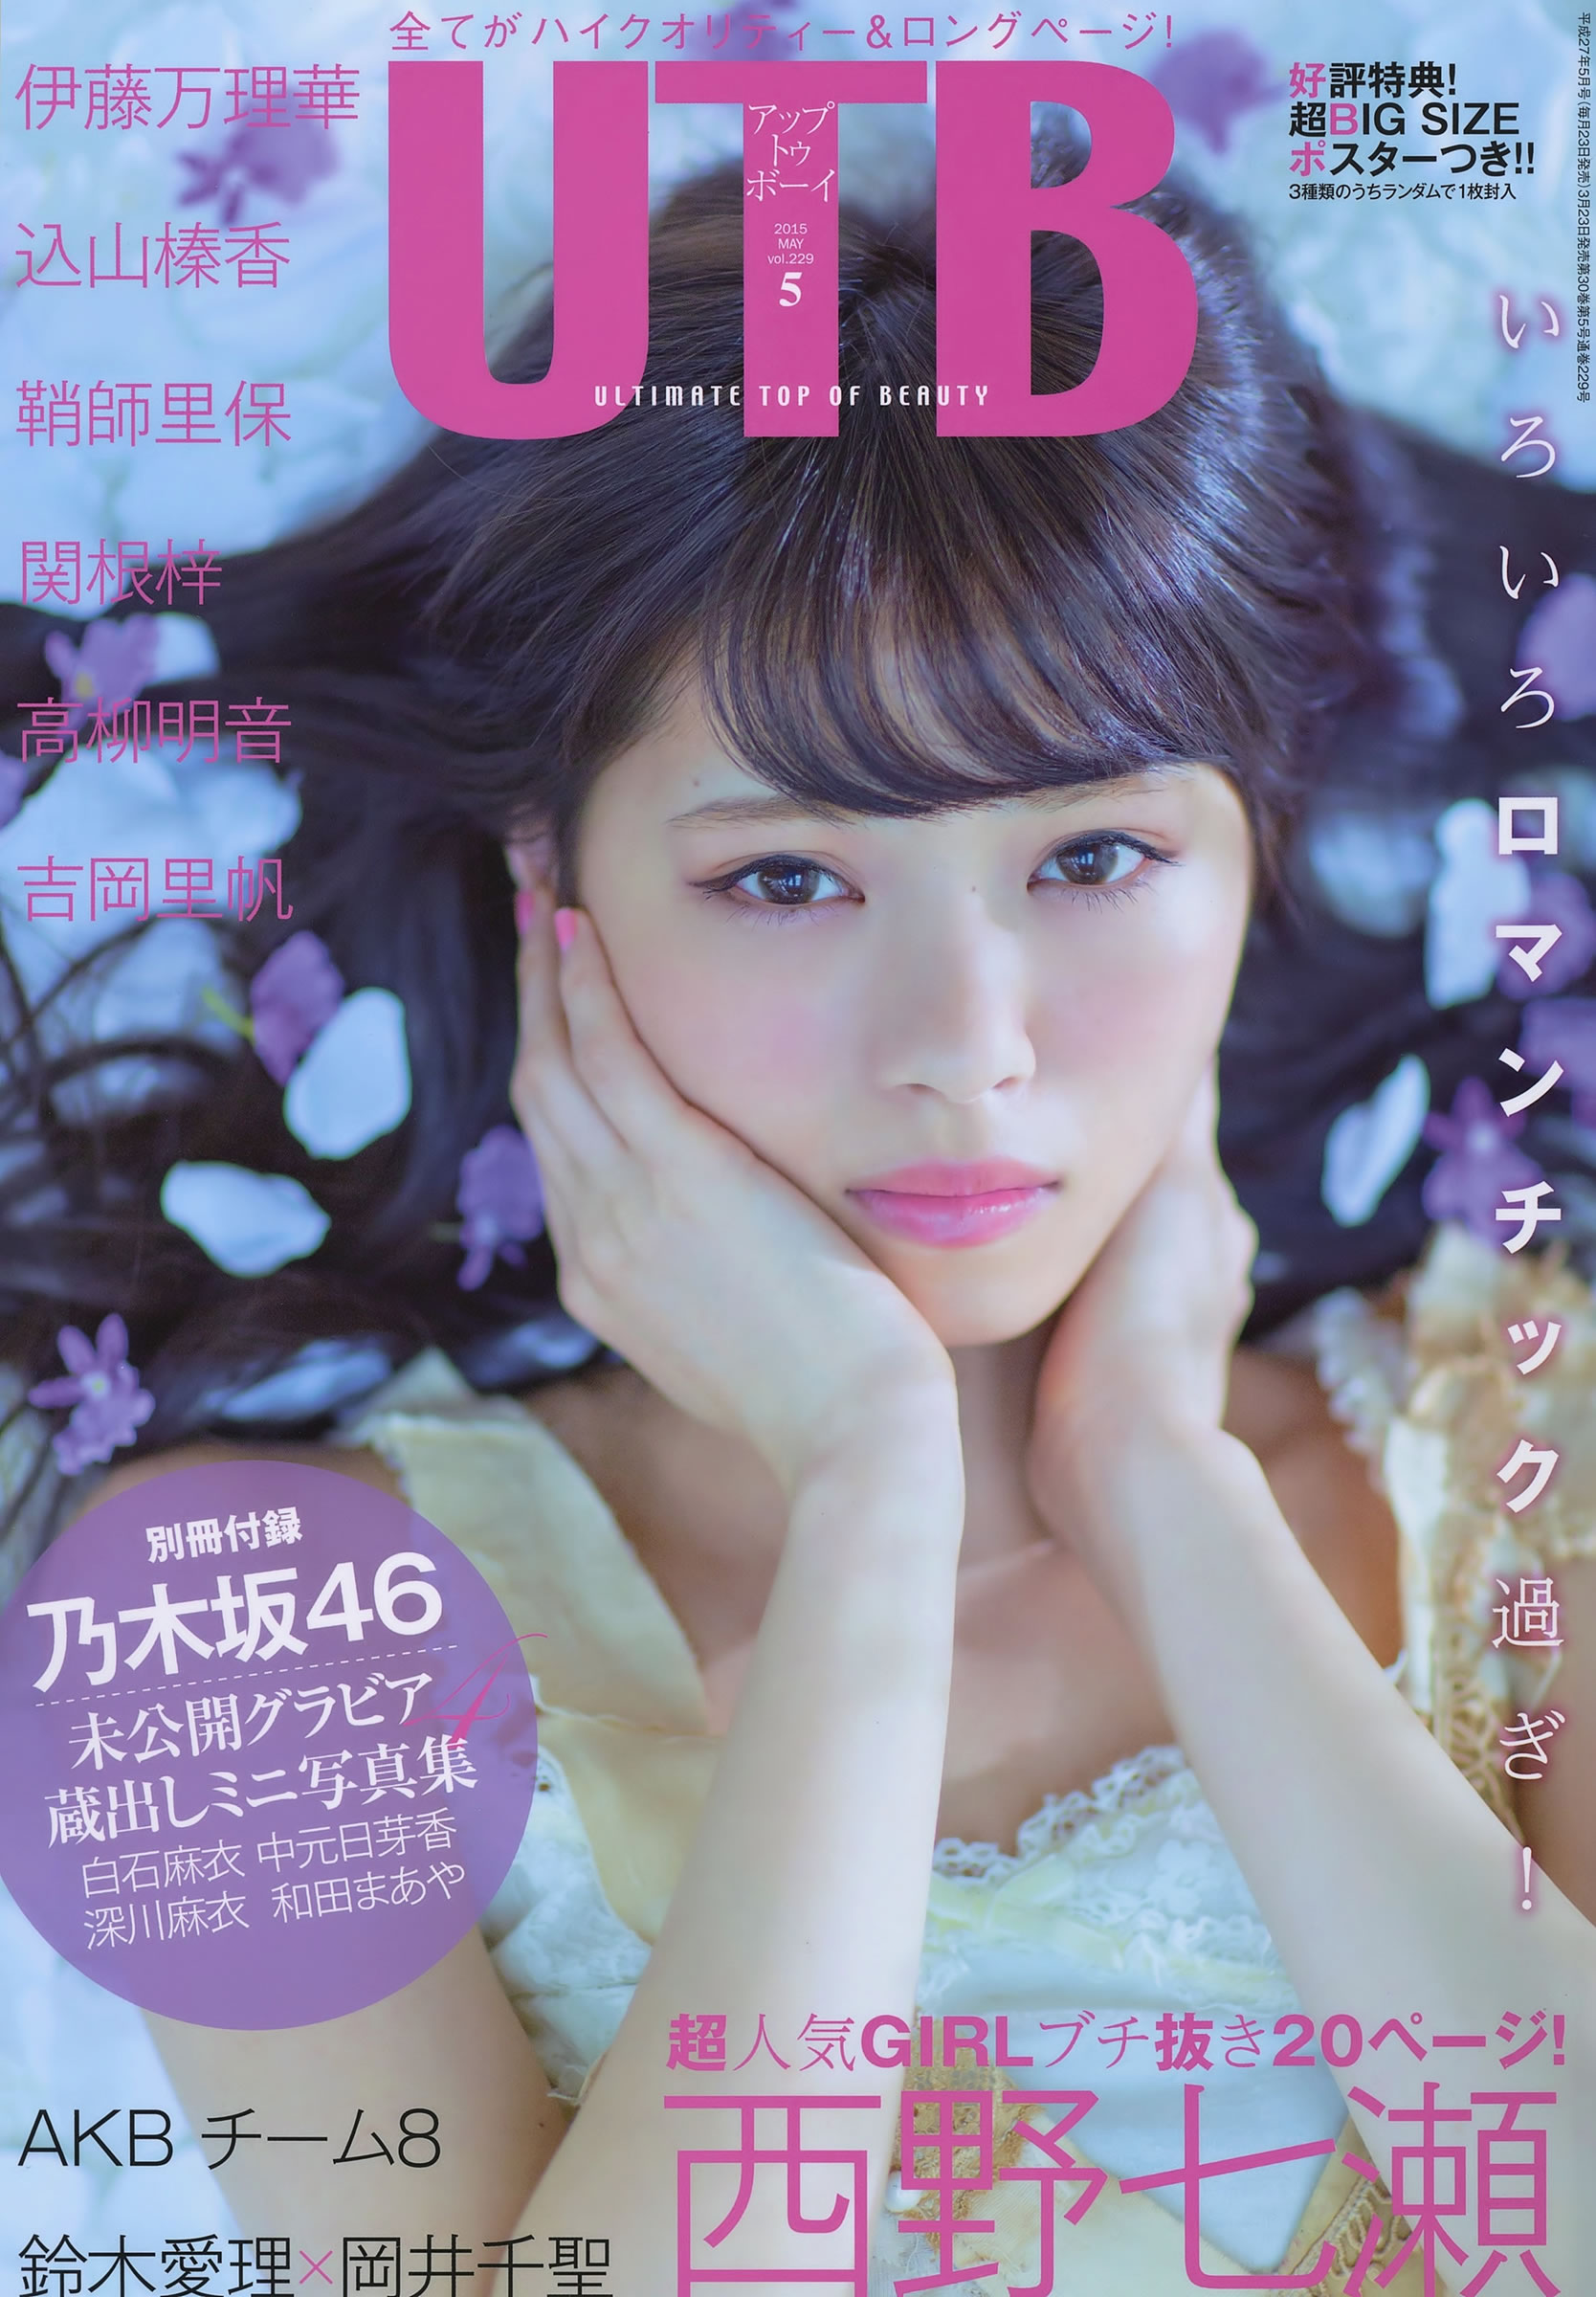 全てがハイクオリティー&ロングページ!
UTB
アップ
トゥ
ボーイ
2015
MAY
vol.229
5
ULTIMATE TOP OF BEAUTY
好評特典!
超BIG SIZE
ポスターつき!!
3種類のうちランダムで1枚封入
平成27年5月号(毎月23日発売)3月23日発売第30巻第5号通巻229号
伊藤万理華
込山榛香
鞘師里保
関根梓
高柳明音
吉岡里帆
いろいろロマンチック過ぎ!
別冊付録
乃木坂46
未公開グラビア
蔵出しミニ写真集
4
白石麻衣 中元日芽香
深川麻衣 和田まあや
AKB チーム8
鈴木愛理×岡井千聖
超人気GIRLブチ抜き20ページ!
西野七瀬